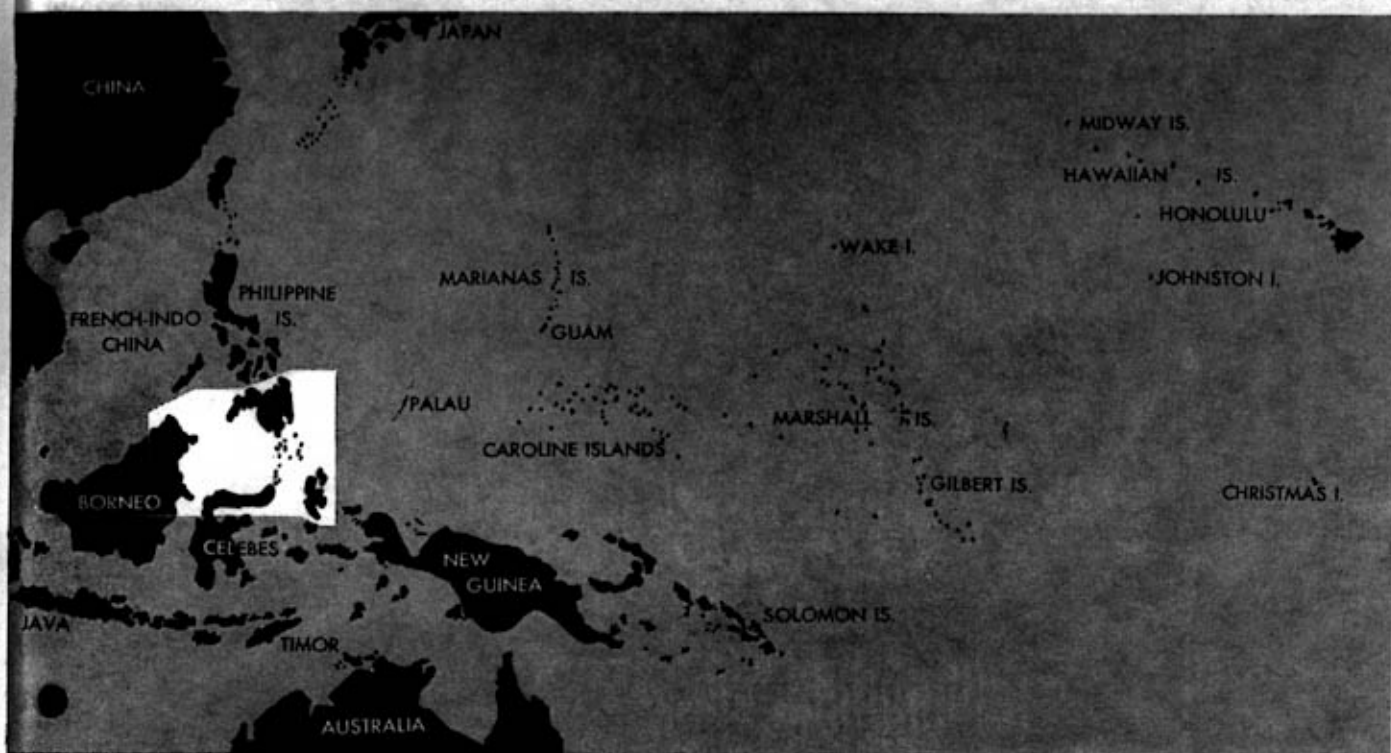 JAPAN
CHINA
MIDWAY IS.
HAWAIIAN IS.
HONOLULU
WAKE I.
MARIANAS IS.
JOHNSTON I.
PHILIPPINE
IS.
FRENCH-INDO
CHINA
GUAM
PALAU
MARSHALL IS.
CAROLINE ISLANDS
GILBERT IS.
CHRISTMAS I.
BORNEO
CELEBES
NEW
GUINEA
SOLOMON IS.
JAVA
TIMOR
AUSTRALIA